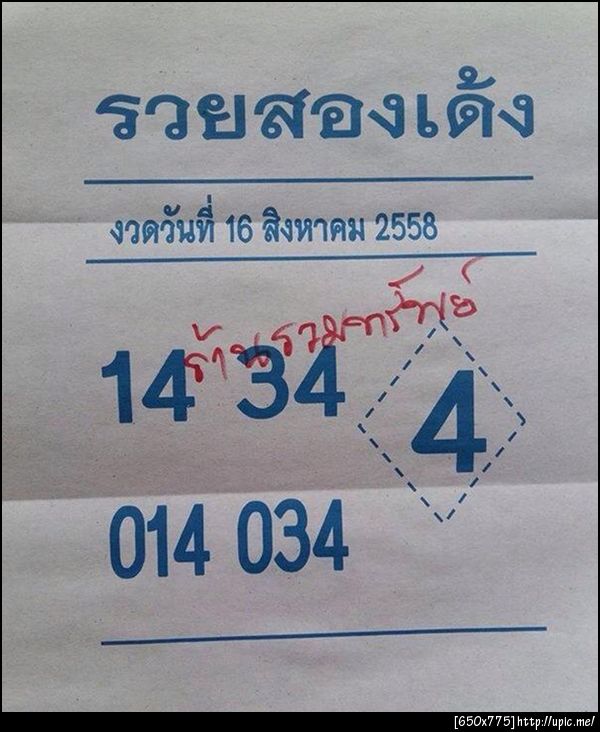 รวยสองเด้ง
งวดวันที่ 16 สิงหาคม 2558
ร้านรวมทรัพย์
14 34 4
014 034
[650x775]http://upic.me/